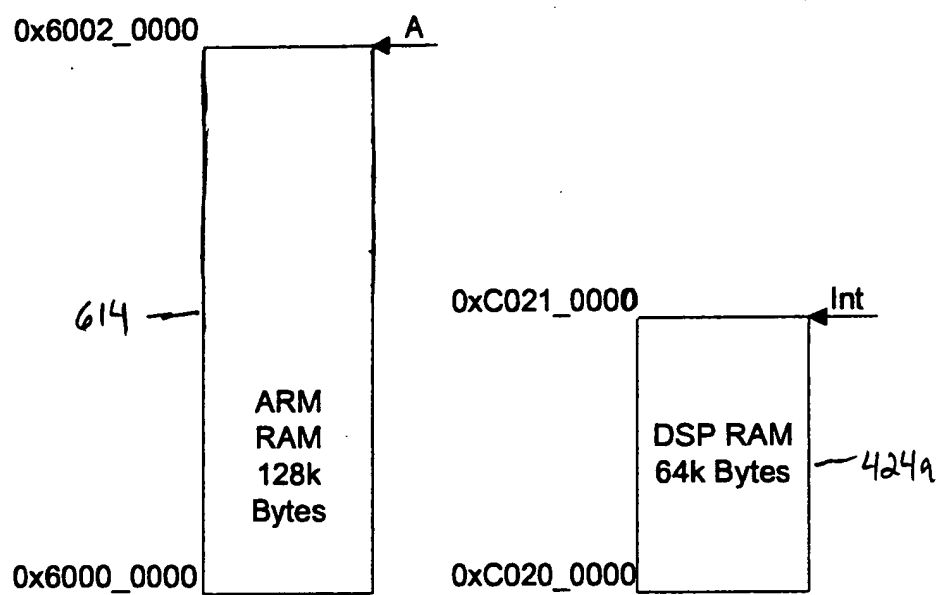 0x6002_0000
A
614
ARM
RAM
128k
Bytes
0x6000_0000
0xC021_0000
Int
DSP RAM
64k Bytes
424a
0xC020_0000